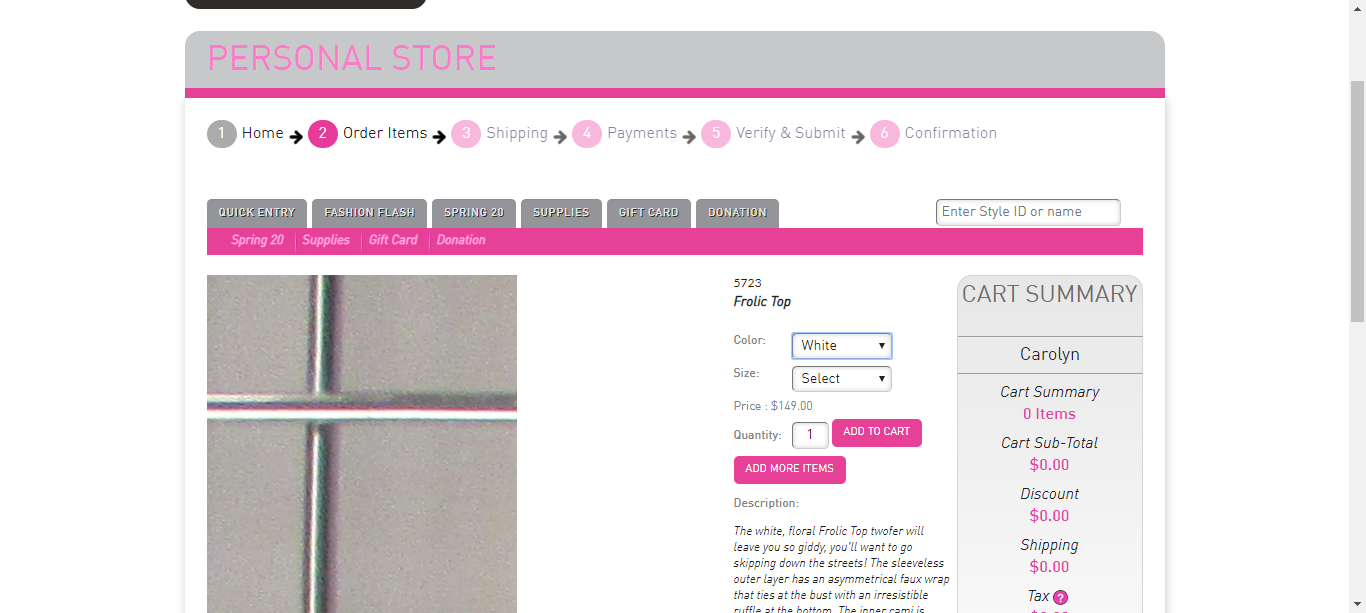 PERSONAL STORE
1 Home 2 Order Items 3 Shipping 4 Payments 5 Verify & Submit 6 Confirmation
QUICK ENTRY FASHION FLASH SPRING 20 SUPPLIES GIFT CARD DONATION Enter Style ID or name
Spring 20 Supplies Gift Card Donation
5723
Frolic Top
Color: White
Size: Select
Price : $149.00
Quantity: 1 ADD TO CART
ADD MORE ITEMS
Description:
The white, floral Frolic Top twofer will
leave you so giddy, you'll want to go
skipping down the streets! The sleeveless
outer layer has an asymmetrical faux wrap
that ties at the bust with an irresistible
ruffle at the bottom. The inner cami is
CART SUMMARY
Carolyn
Cart Summary
0 Items
Cart Sub-Total
$0.00
Discount
$0.00
Shipping
$0.00
Tax ?